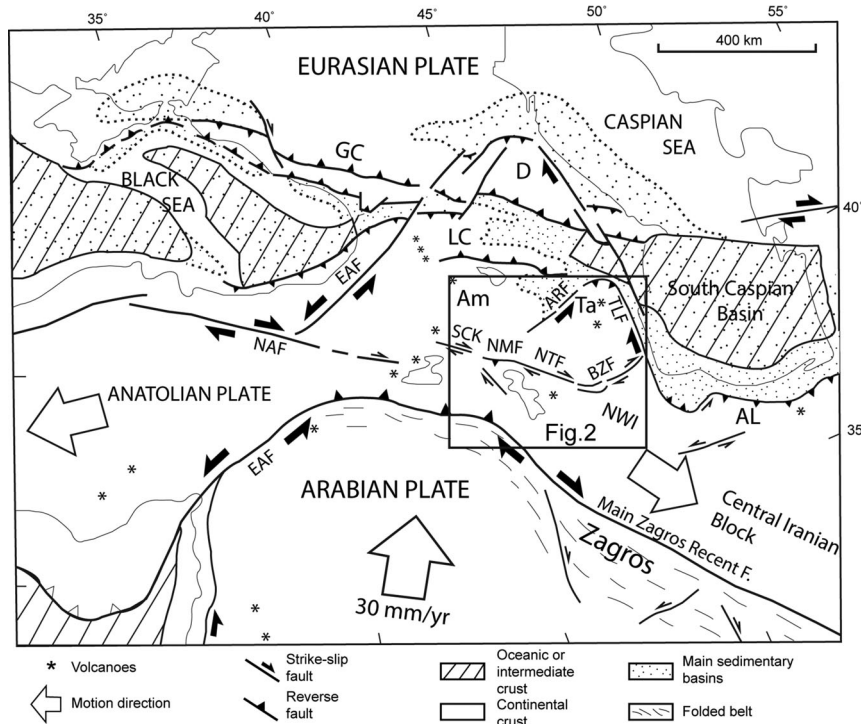 35° 40° 45° 50° 55°
400 km
EURASIAN PLATE
CASPIAN
SEA
GC
D
BLACK
SEA
L
40°
LC
EAF
South Caspian
Basin
Am
ARF
Ta
TLF
SCK
NMF
NTF
BZF
NAF
ANATOLIAN PLATE
NWI
AL
35°
Fig.2
EAF
ARABIAN PLATE
Central Iranian
Block
Main Zagros Recent F.
Zagros
30 mm/yr
* Volcanoes
Motion direction
Strike-slip
fault
Reverse
fault
Oceanic or
intermediate
crust
Continental
crust
Main sedimentary
basins
Folded belt